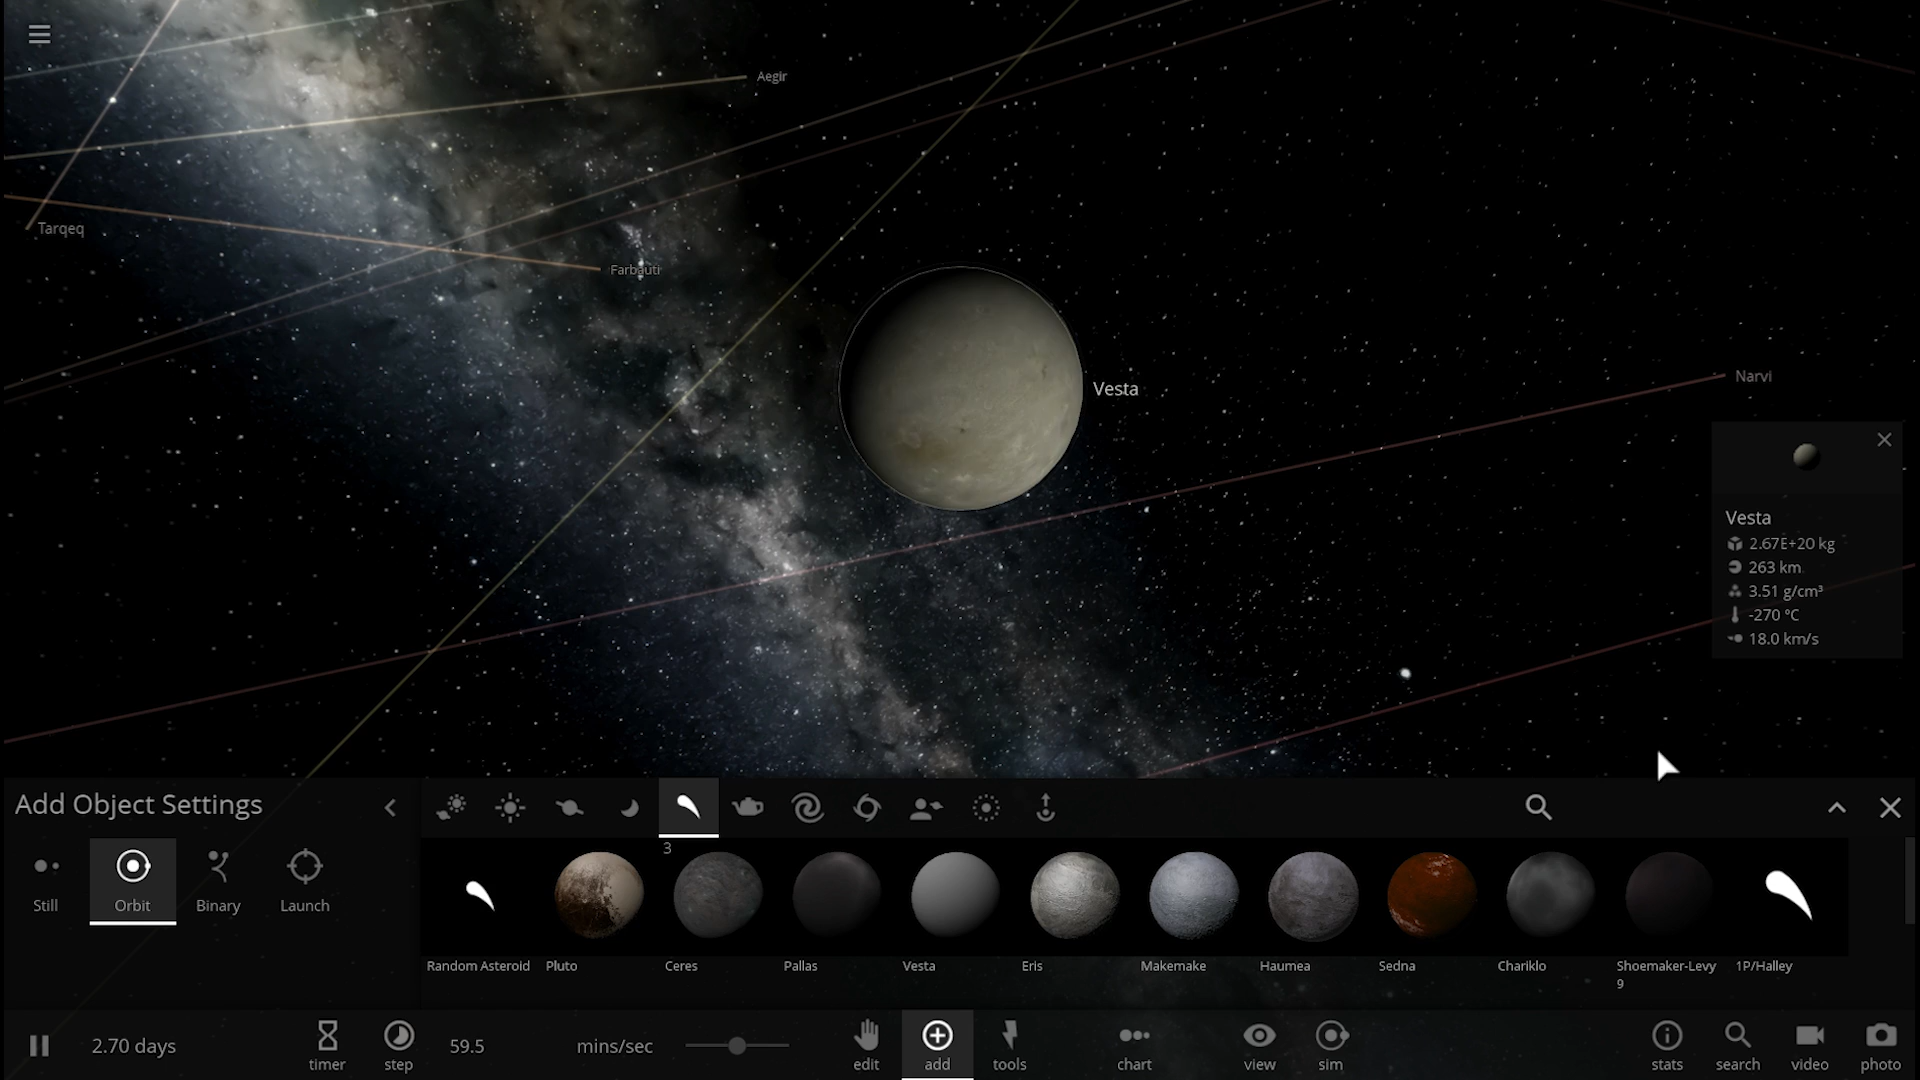 Aegir
Tarqeq
Farbauti
Narvi
Vesta
Vesta
2.67E+20 kg
263 km
3.51 g/cm³
-270 °C
18.0 km/s
Add Object Settings
Still
Orbit
Binary
Launch
3
Random Asteroid
Pluto
Ceres
Pallas
Vesta
Eris
Makemake
Haumea
Sedna
Chariklo
Shoemaker-Levy
9
1P/Halley
2.70 days
timer
step
59.5
mins/sec
edit
add
tools
chart
view
sim
stats
search
video
photo